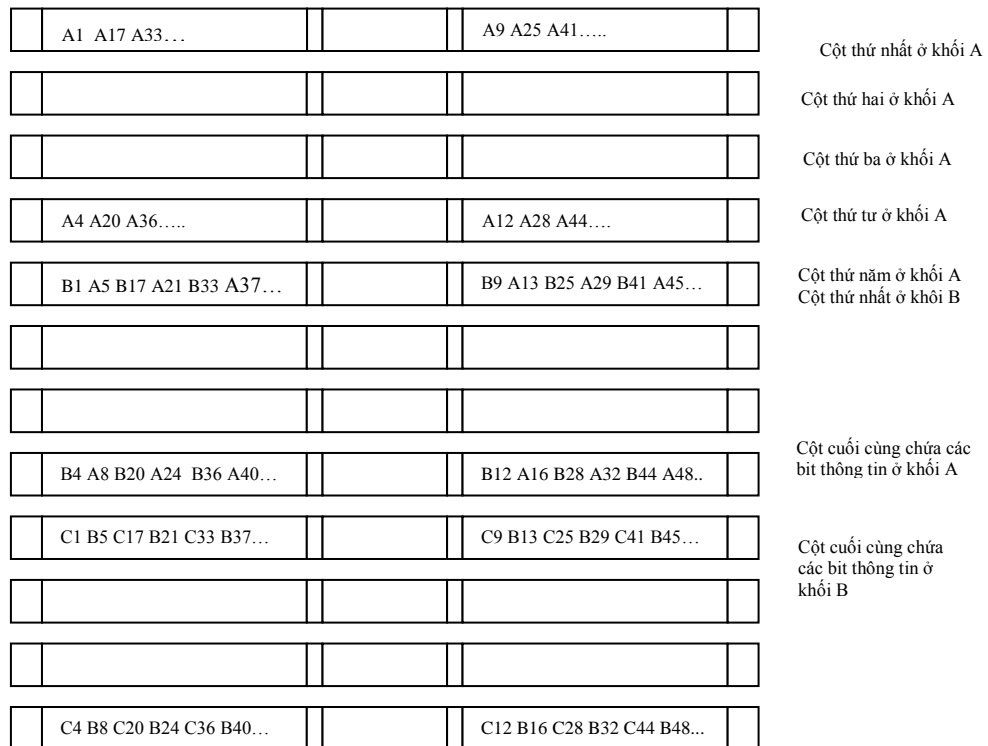 A1 A17 A33… A9 A25 A41…..
Cột thứ nhất ở khối A
Cột thứ hai ở khối A
Cột thứ ba ở khối A
A4 A20 A36….. A12 A28 A44….
Cột thứ tư ở khối A
B1 A5 B17 A21 B33 A37… B9 A13 B25 A29 B41 A45…
Cột thứ năm ở khối A
Cột thứ nhất ở khôi B
B4 A8 B20 A24 B36 A40… B12 A16 B28 A32 B44 A48..
Cột cuối cùng chứa các
bit thông tin ở khối A
C1 B5 C17 B21 C33 B37… C9 B13 C25 B29 C41 B45…
Cột cuối cùng chứa
các bit thông tin ở
khối B
C4 B8 C20 B24 C36 B40… C12 B16 C28 B32 C44 B48...